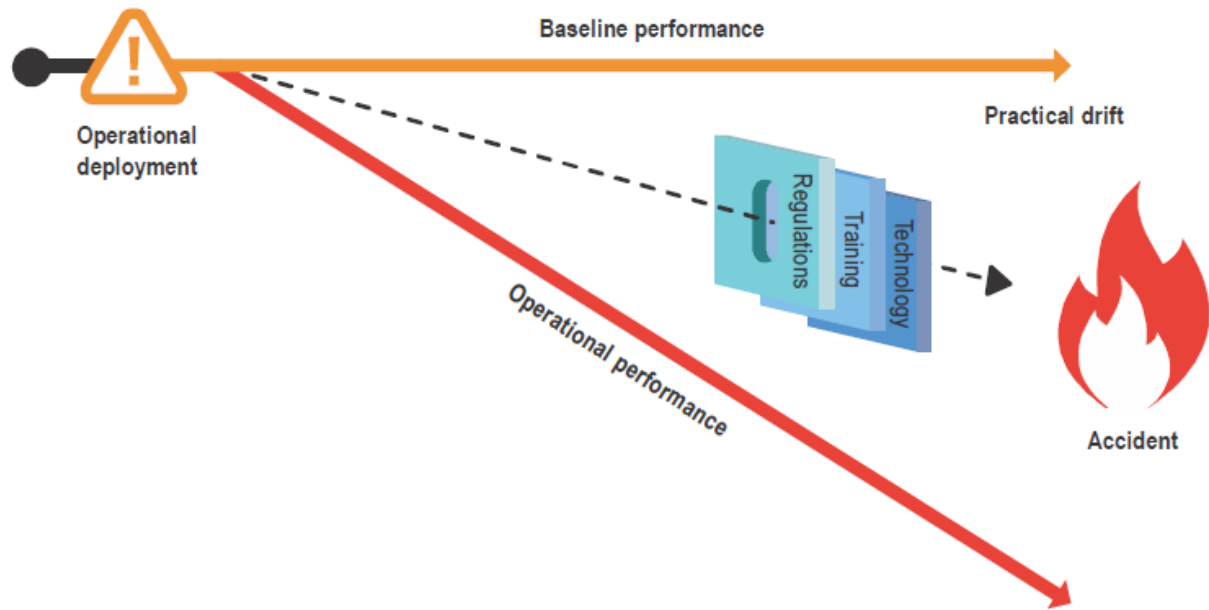 Baseline performance
Practical drift
Operational
deployment
Regulations
Training
Technology
Operational performance
Accident